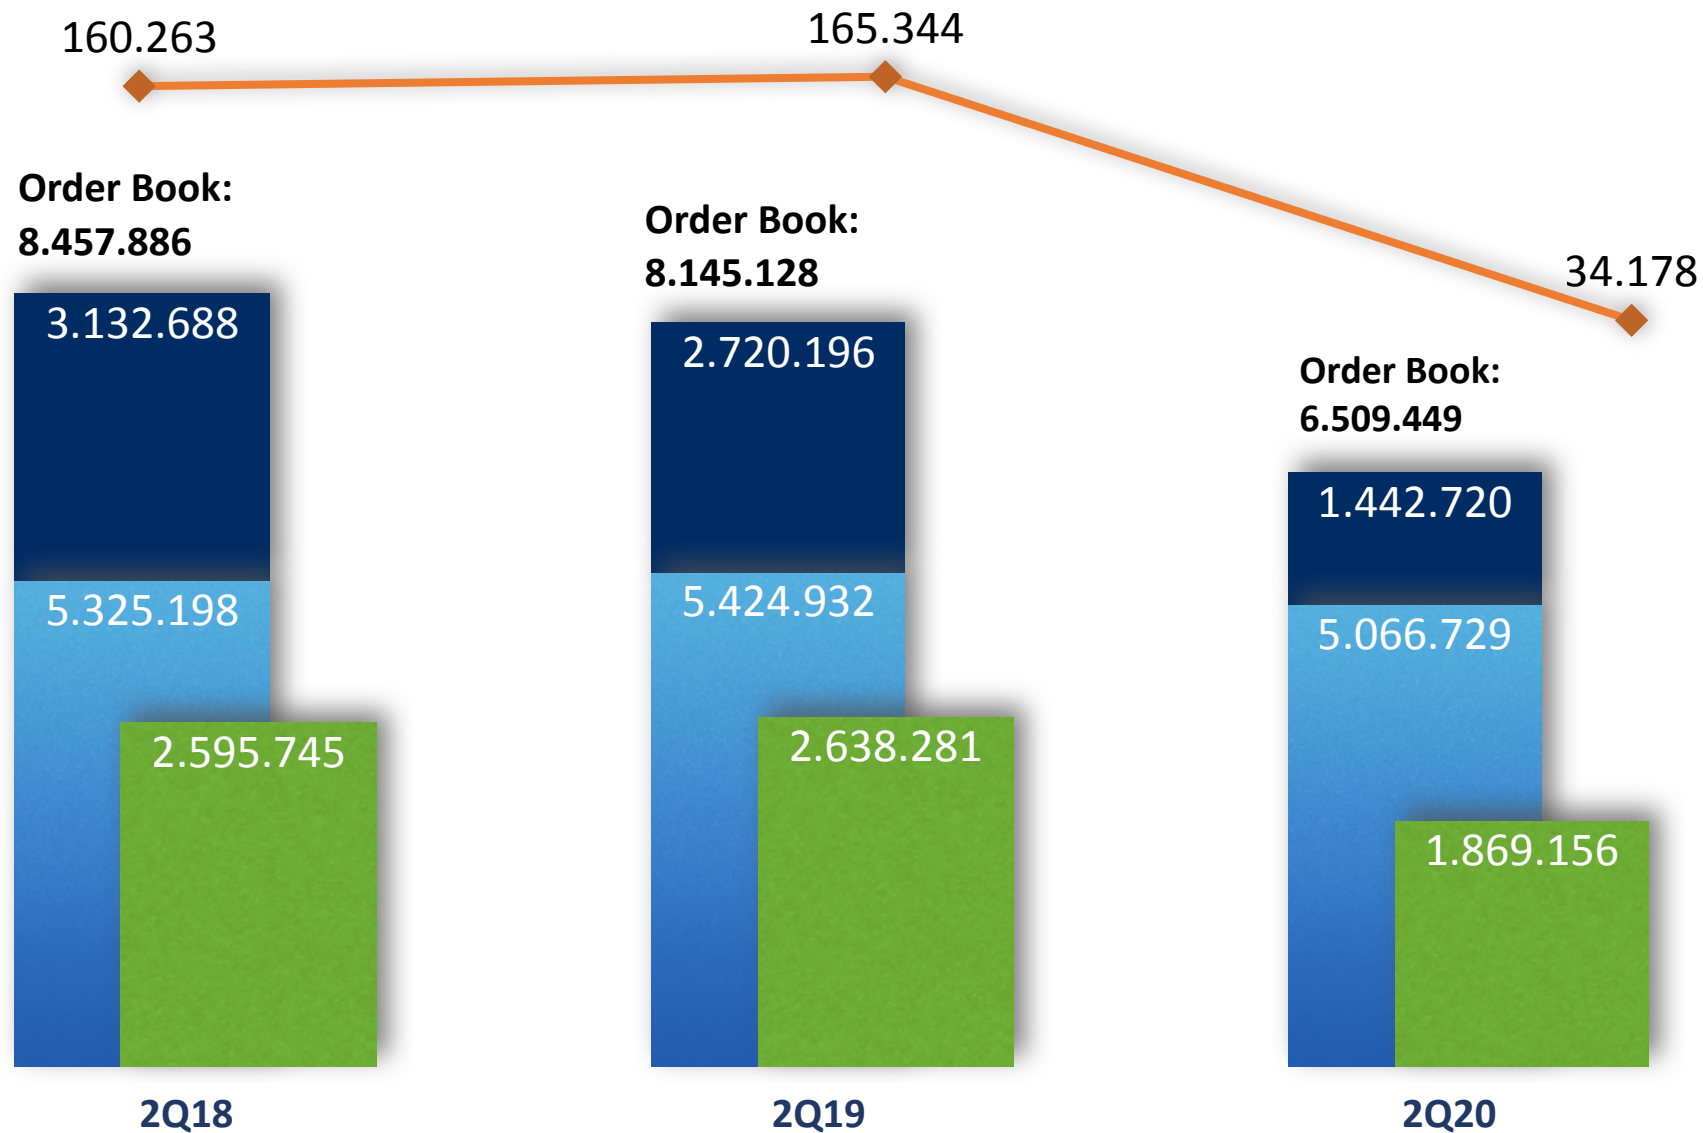 160.263
165.344
34.178
Order Book:
8.457.886
Order Book:
8.145.128
Order Book:
6.509.449
3.132.688
2.720.196
1.442.720
5.325.198
5.424.932
5.066.729
2.595.745
2.638.281
1.869.156
2Q18
2Q19
2Q20